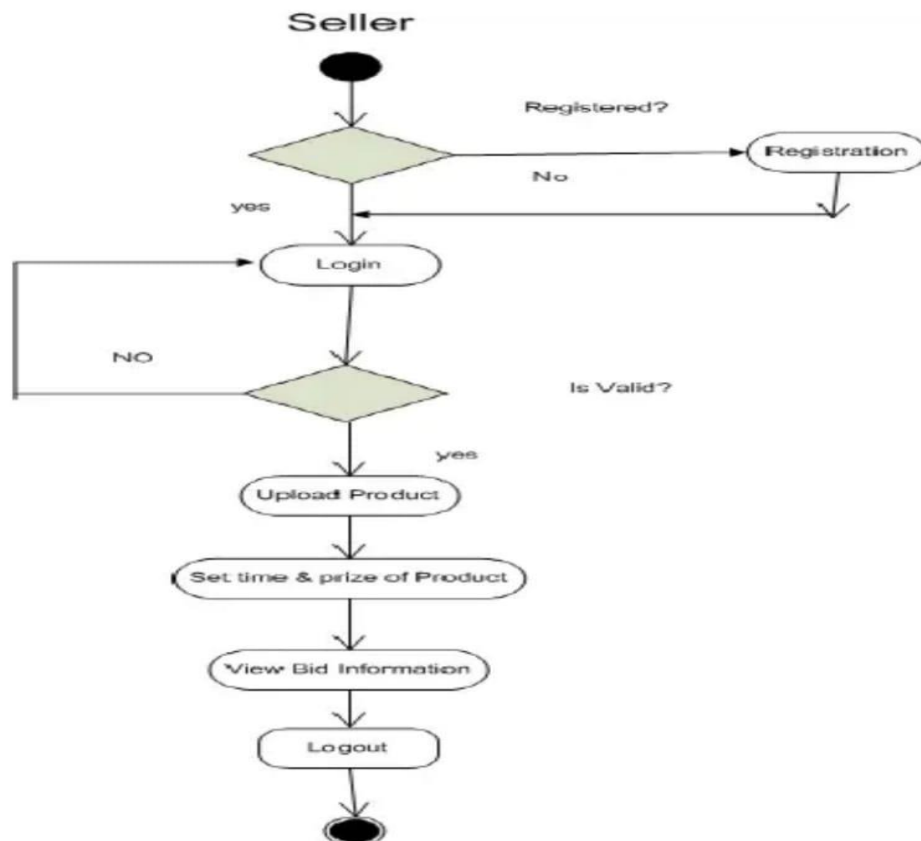 Seller
Registered?
Registration
No
yes
Login
NO
Is Valid?
yes
Upload Product
Set time & prize of Product
View Bid Information
Logout